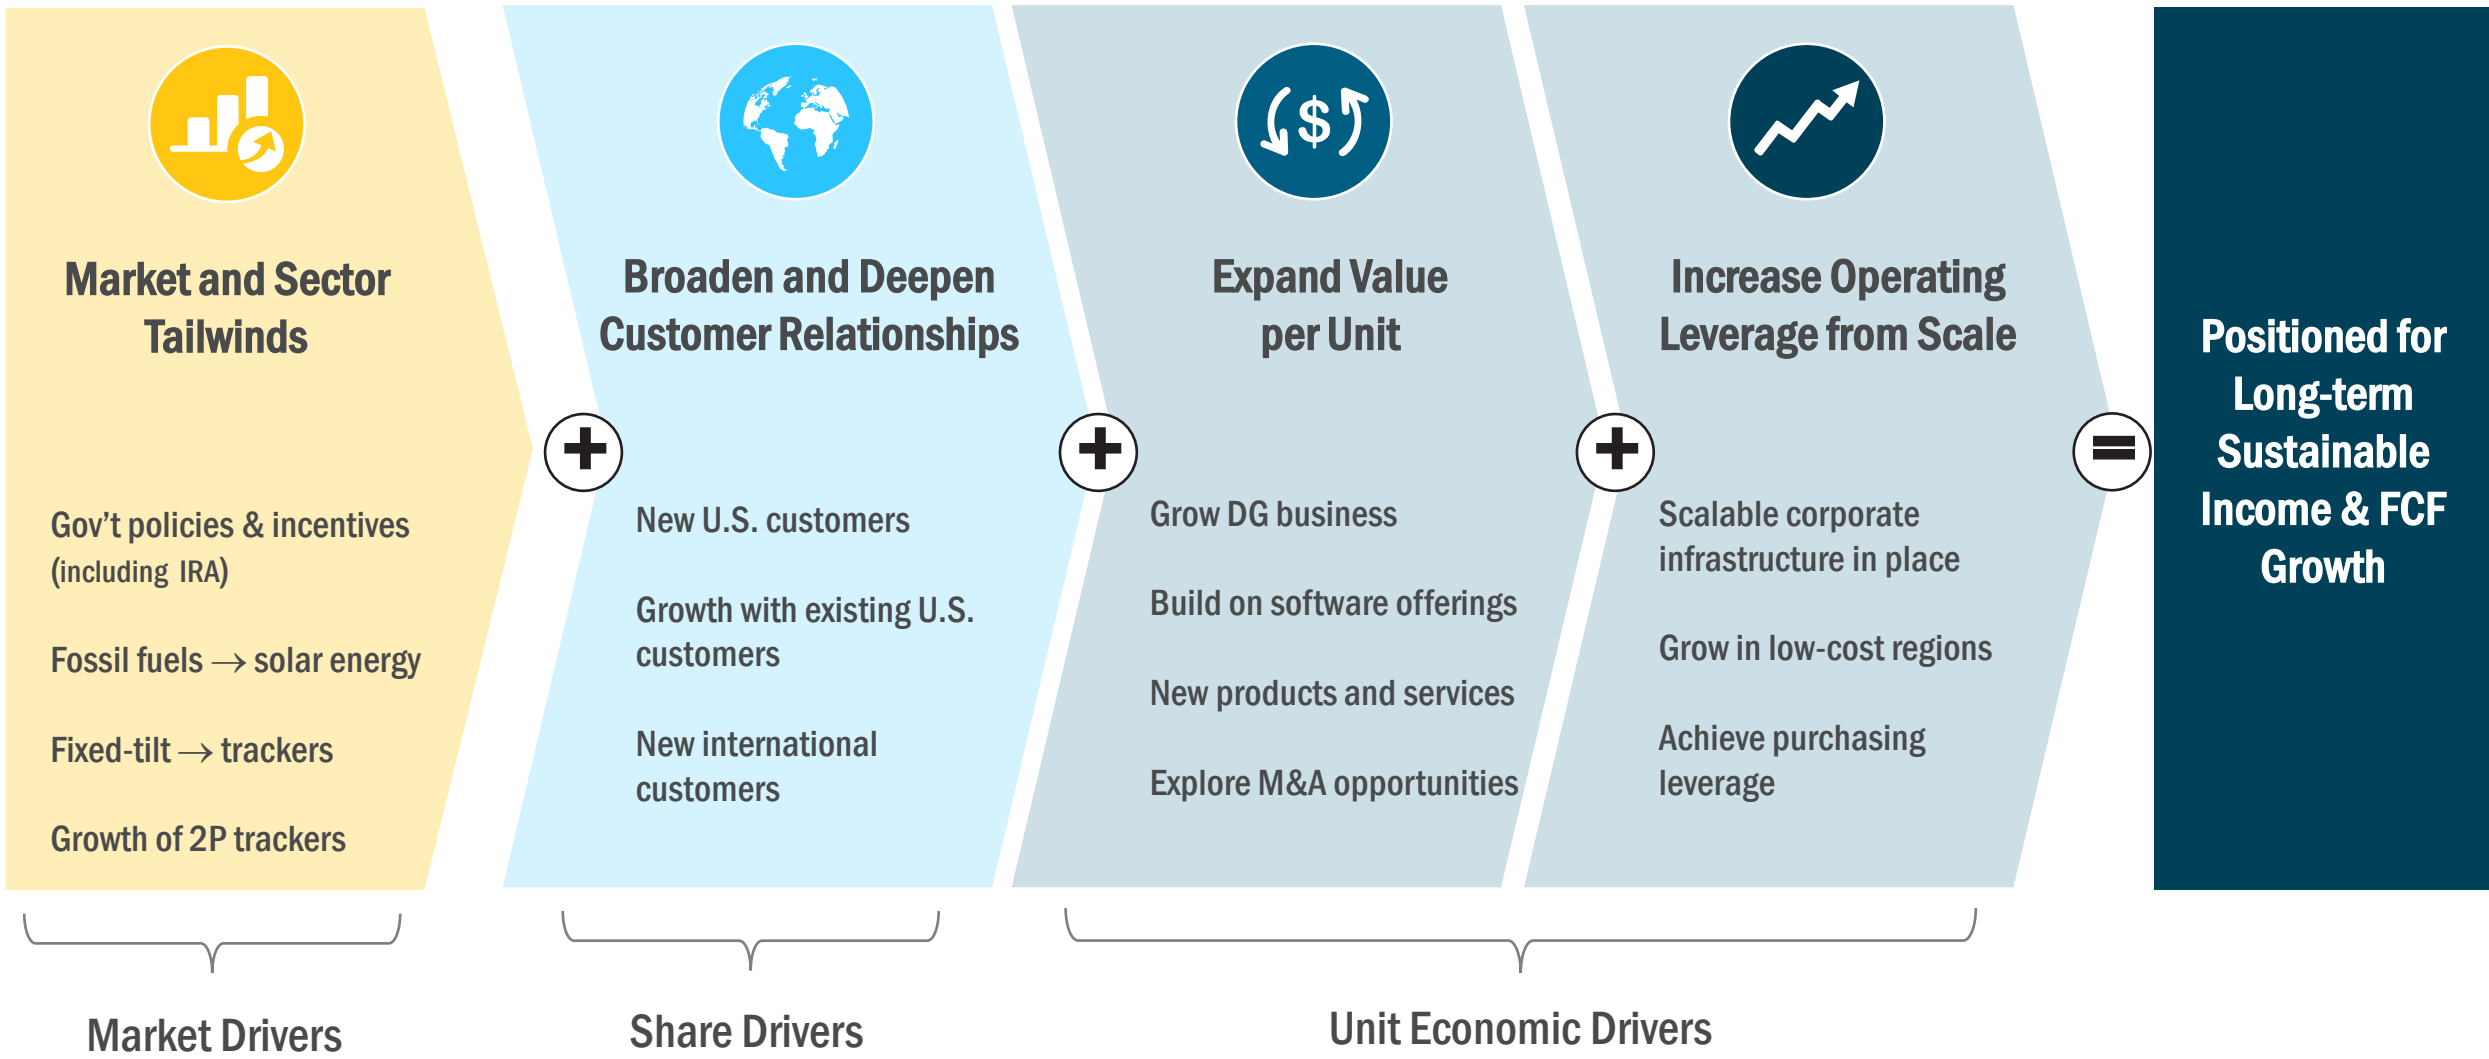 Market and Sector
Tailwinds
Gov't policies & incentives
(including IRA)
Fossil fuels → solar energy
Fixed-tilt → trackers
Growth of 2P trackers
Market Drivers
+
Broaden and Deepen
Customer Relationships
New U.S. customers
Growth with existing U.S.
customers
New international
customers
Share Drivers
+
$
Expand Value
per Unit
Grow DG business
Build on software offerings
New products and services
Explore M&A opportunities
+
Increase Operating
Leverage from Scale
Scalable corporate
infrastructure in place
Grow in low-cost regions
Achieve purchasing
leverage
Unit Economic Drivers
=
Positioned for
Long-term
Sustainable
Income & FCF
Growth